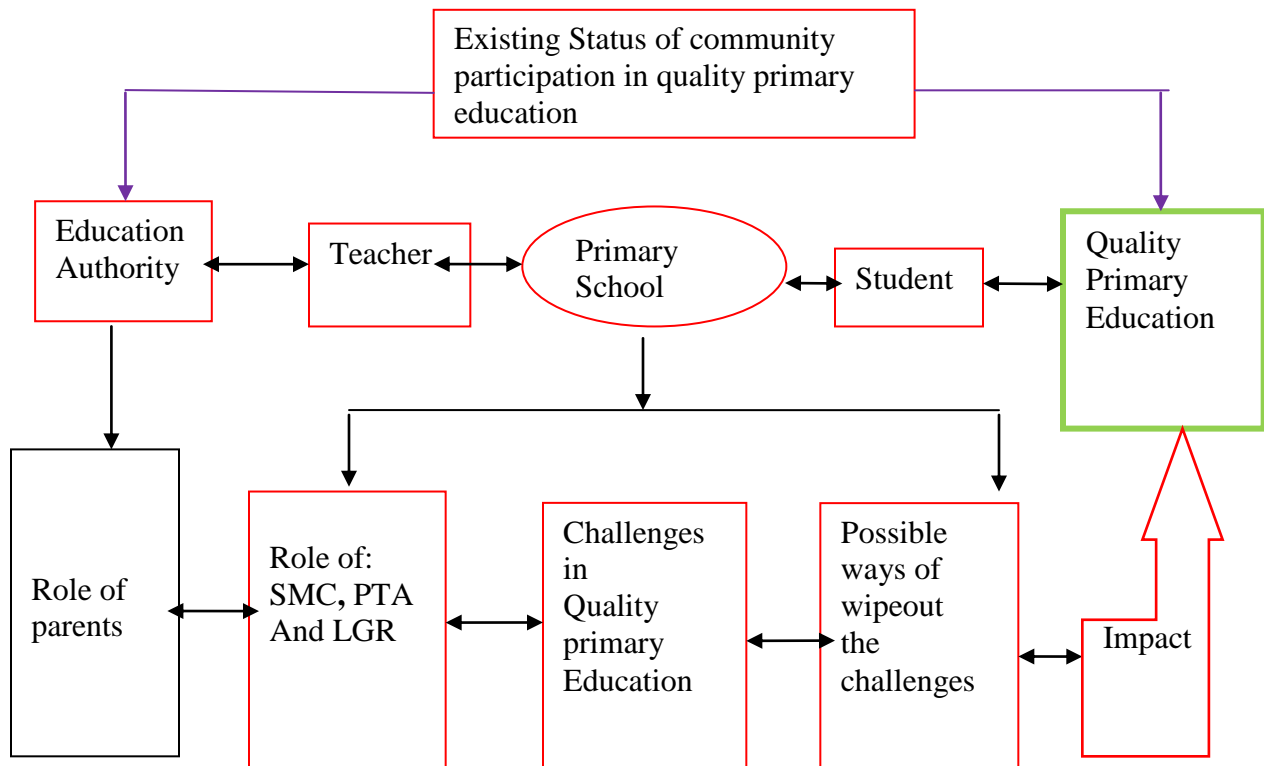 Existing Status of community
participation in quality primary
education
Education
Authority
Teacher
Primary
School
Student
Quality
Primary
Education
Role of
parents
Role of:
SMC, PTA
And LGR
Challenges
in
Quality
primary
Education
Possible
ways of
wipeout
the
challenges
Impact